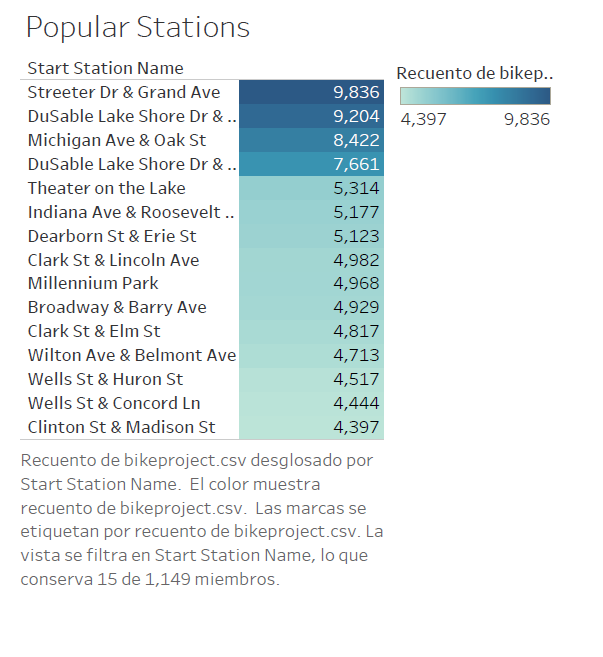 Popular Stations
Start Station Name
Streeter Dr & Grand Ave 9,836
DuSable Lake Shore Dr & .. 9,204
Michigan Ave & Oak St 8,422
DuSable Lake Shore Dr & .. 7,661
Theater on the Lake 5,314
Indiana Ave & Roosevelt .. 5,177
Dearborn St & Erie St 5,123
Clark St & Lincoln Ave 4,982
Millennium Park 4,968
Broadway & Barry Ave 4,929
Clark St & Elm St 4,817
Wilton Ave & Belmont Ave 4,713
Wells St & Huron St 4,517
Wells St & Concord Ln 4,444
Clinton St & Madison St 4,397
Recuento de bikep..
4,397 9,836
Recuento de bikeproject.csv desglosado por
Start Station Name. El color muestra
recuento de bikeproject.csv. Las marcas se
etiquetan por recuento de bikeproject.csv. La
vista se filtra en Start Station Name, lo que
conserva 15 de 1,149 miembros.